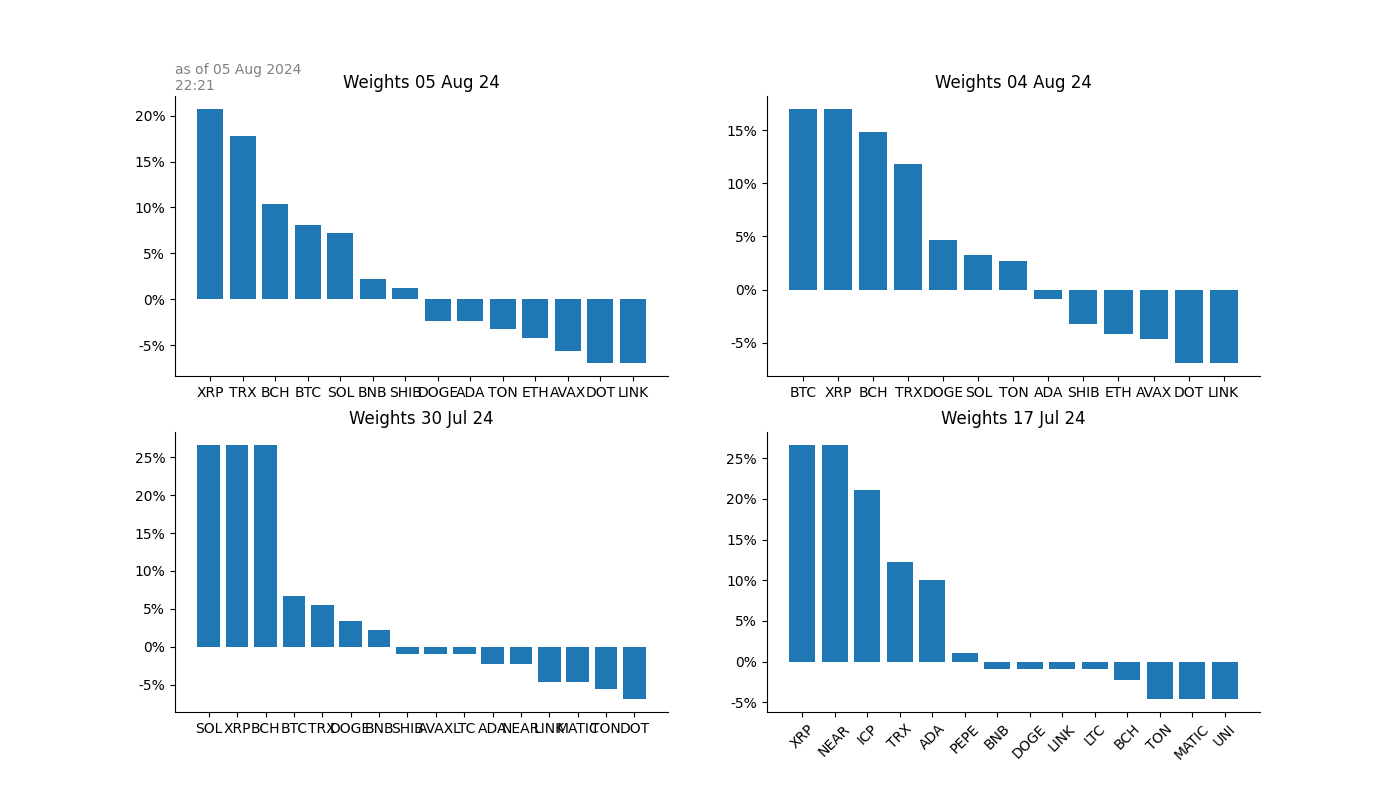 as of 05 Aug 2024
22:21
Weights 05 Aug 24
20%
15%
10%
5%
0%
-5%
XRP TRX BCH BTC SOL BNB SHIB DOGE ADA TON ETH AVAX DOT LINK
Weights 04 Aug 24
15%
10%
5%
0%
-5%
BTC XRP BCH TRX DOGE SOL TON ADA SHIB ETH AVAX DOT LINK
Weights 30 Jul 24
25%
20%
15%
10%
5%
0%
-5%
SOL XRP BCH BTC TRX DOGE BNB SHIB AVAX LTC ADA NEAR LINK MATIC TON DOT
Weights 17 Jul 24
25%
20%
15%
10%
5%
0%
-5%
XRP NEAR ICP TRX ADA PEPE BNB DOGE LINK LTC BCH TON MATIC UNI